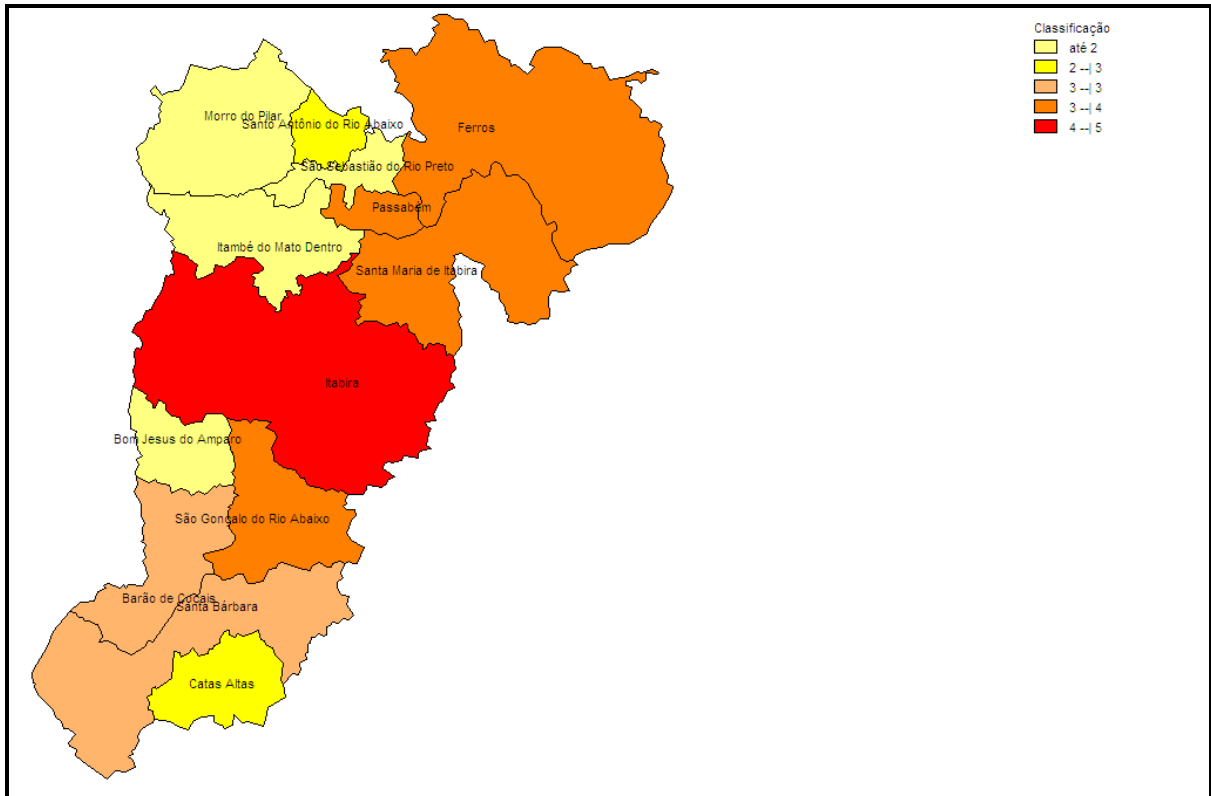 Classificação
até 2
2 --| 3
3 --| 3
3 --| 4
4 --| 5
Morro do Pilar
Santo Antônio do Rio Abaixo
Ferros
São Sebastião do Rio Preto
Passabém
Itambé do Mato Dentro
Santa Maria de Itabira
Itabira
Bom Jesus do Amparo
São Gonçalo do Rio Abaixo
Barão de Cocais
Santa Bárbara
Catas Altas